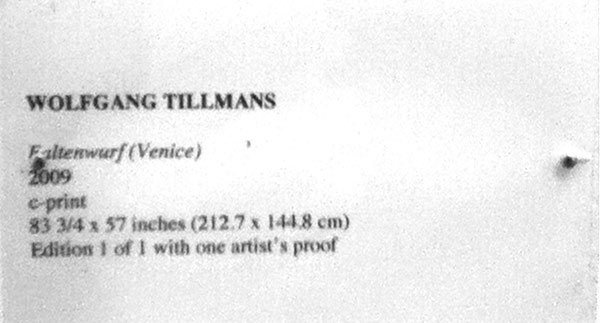 WOLFGANG TILLMANS
Faltenwurf (Venice)
2009
c-print
83 3/4 x 57 inches (212.7 x 144.8 cm)
Edition 1 of 1 with one artist's proof